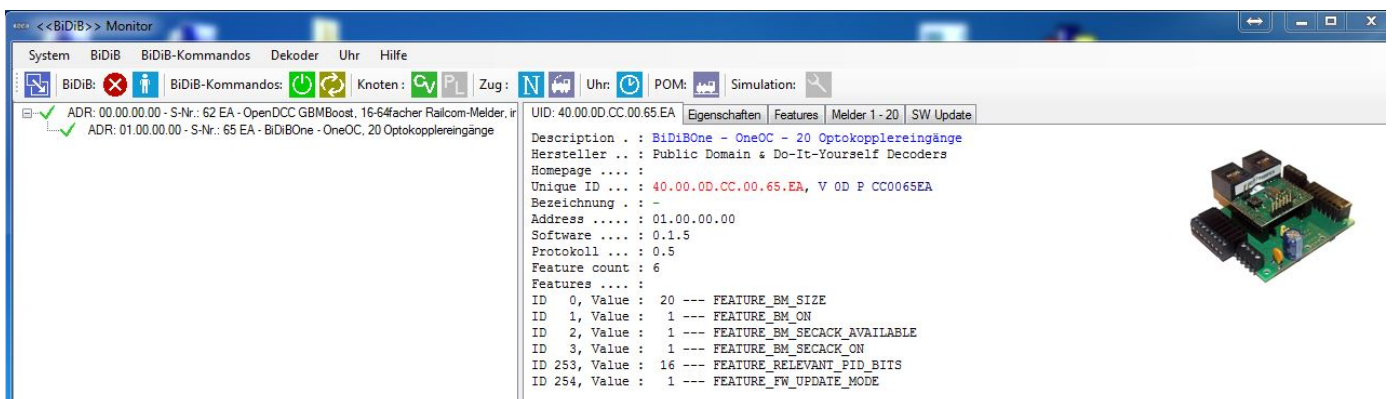 <<BiDiB>> Monitor
System BiDiB BiDiB-Kommandos Dekoder Uhr Hilfe
BiDiB: BiDiB-Kommandos: Knoten: CV PL Zug: N Uhr: POM: Simulation:
ADR: 00.00.00.00 - S-Nr.: 62 EA - OpenDCC GBMBoost, 16-64facher Railcom-Melder, ir
ADR: 01.00.00.00 - S-Nr.: 65 EA - BiDiBOne - OneOC, 20 Optokopplereingänge
UID: 40.00.0D.CC.00.65.EA Eigenschaften Features Melder 1 - 20 SW Update
Description . : BiDiBOne - OneOC - 20 Optokopplereingänge
Hersteller .. : Public Domain & Do-It-Yourself Decoders
Homepage .... :
Unique ID ... : 40.00.0D.CC.00.65.EA, V 0D P CC0065EA
Bezeichnung . : -
Address ..... : 01.00.00.00
Software .... : 0.1.5
Protokoll ... : 0.5
Feature count : 6
Features .... :
ID 0, Value : 20 --- FEATURE_BM_SIZE
ID 1, Value : 1 --- FEATURE_BM_ON
ID 2, Value : 1 --- FEATURE_BM_SECACK_AVAILABLE
ID 3, Value : 1 --- FEATURE_BM_SECACK_ON
ID 253, Value : 16 --- FEATURE_RELEVANT_PID_BITS
ID 254, Value : 1 --- FEATURE_FW_UPDATE_MODE